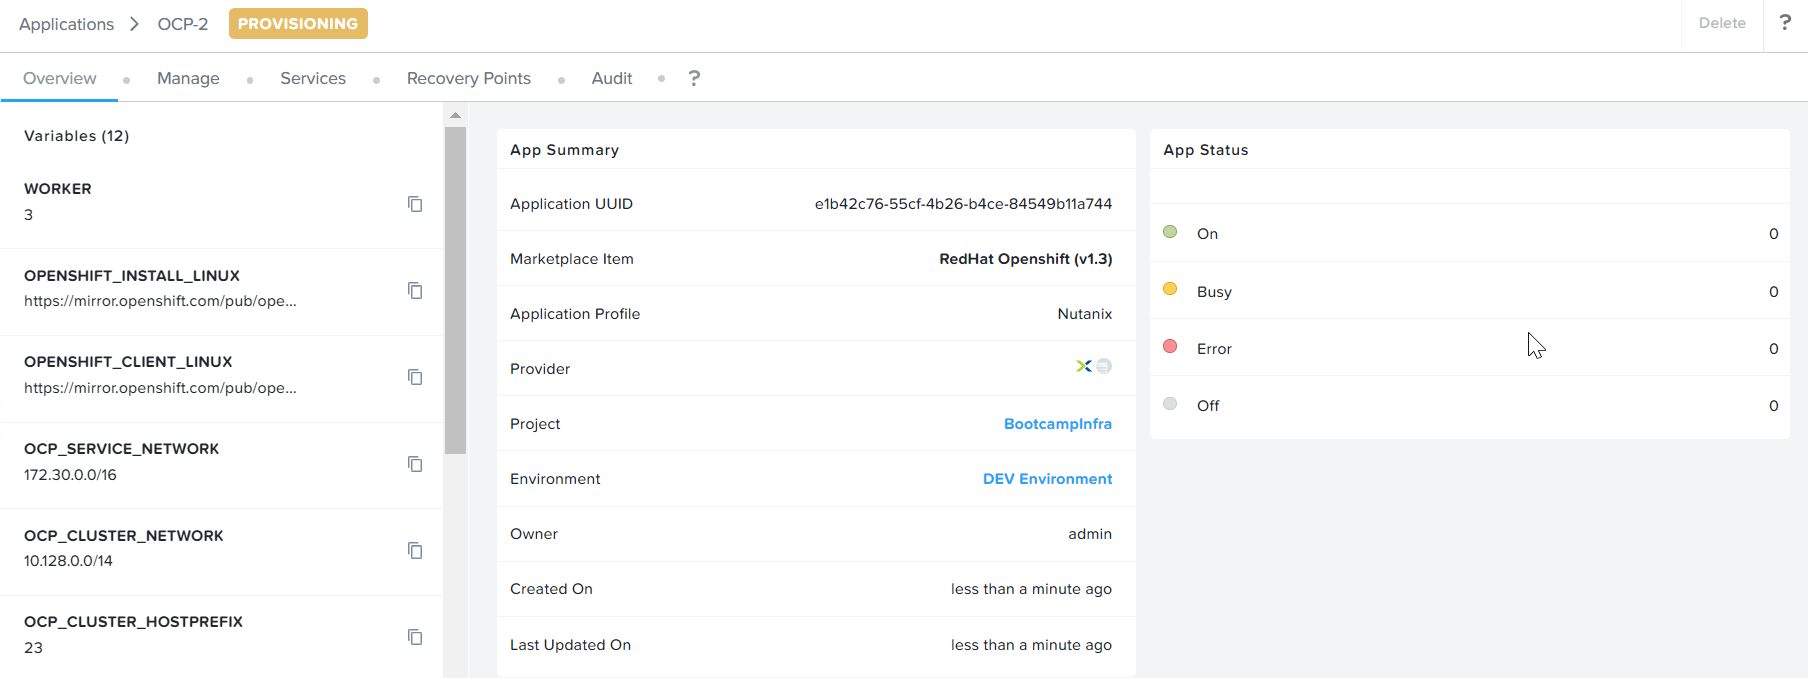 Applications > OCP-2 PROVISIONING Delete ?
Overview Manage Services Recovery Points Audit ?
Variables (12)
WORKER
3
OPENSHIFT_INSTALL_LINUX
https://mirror.openshift.com/pub/ope...
OPENSHIFT_CLIENT_LINUX
https://mirror.openshift.com/pub/ope...
OCP_SERVICE_NETWORK
172.30.0.0/16
OCP_CLUSTER_NETWORK
10.128.0.0/14
OCP_CLUSTER_HOSTPREFIX
23
App Summary
Application UUID e1b42c76-55cf-4b26-b4ce-84549b11a744
Marketplace Item RedHat Openshift (v1.3)
Application Profile Nutanix
Provider
Project BootcampInfra
Environment DEV Environment
Owner admin
Created On less than a minute ago
Last Updated On less than a minute ago
App Status
On 0
Busy 0
Error 0
Off 0